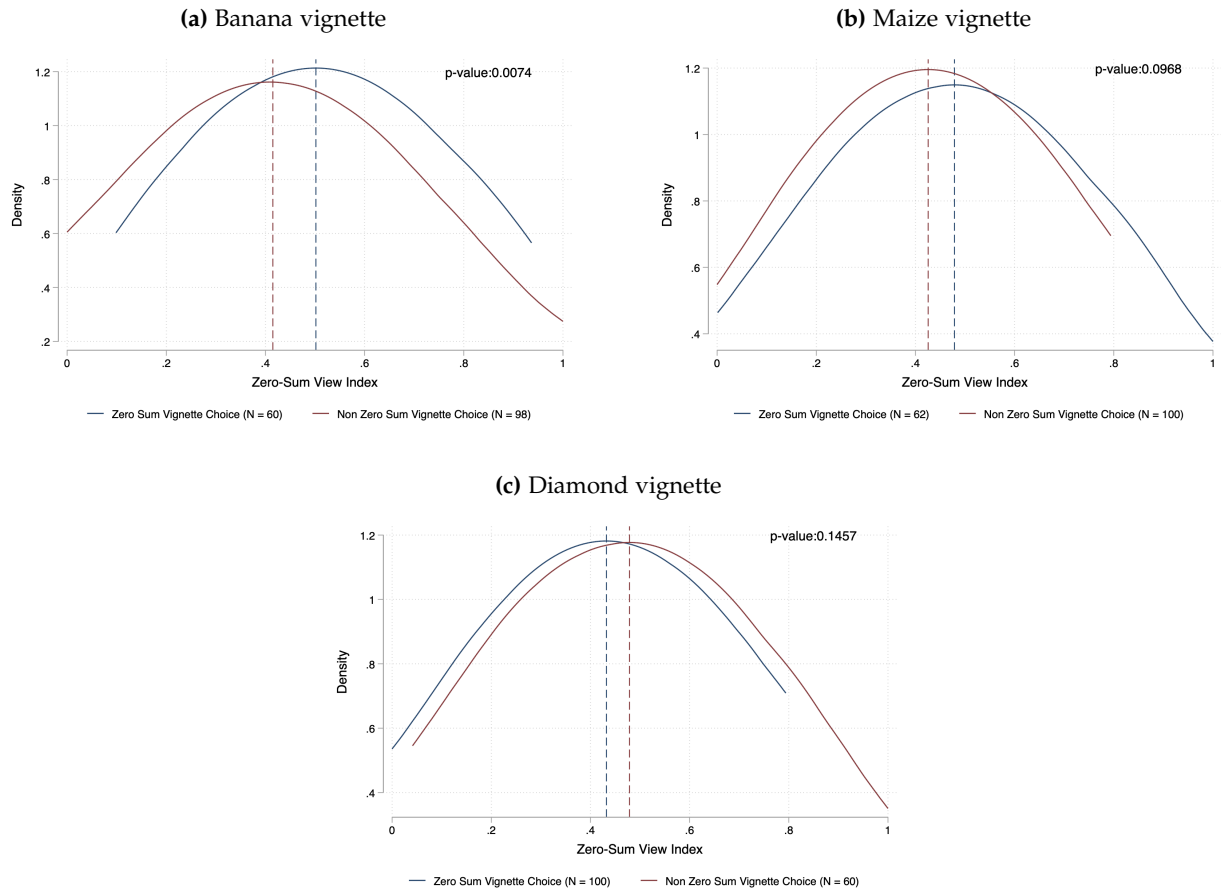 (a) Banana vignette
p-value:0.0074
1.2
1
.8
.6
.4
.2
Density
0 .2 .4 .6 .8 1
Zero-Sum View Index
Zero Sum Vignette Choice (N = 60) Non Zero Sum Vignette Choice (N = 98)
(b) Maize vignette
p-value:0.0968
1.2
1
.8
.6
.4
Density
0 .2 .4 .6 .8 1
Zero-Sum View Index
Zero Sum Vignette Choice (N = 62) Non Zero Sum Vignette Choice (N = 100)
(c) Diamond vignette
p-value:0.1457
1.2
1
.8
.6
.4
Density
0 .2 .4 .6 .8 1
Zero-Sum View Index
Zero Sum Vignette Choice (N = 100) Non Zero Sum Vignette Choice (N = 60)